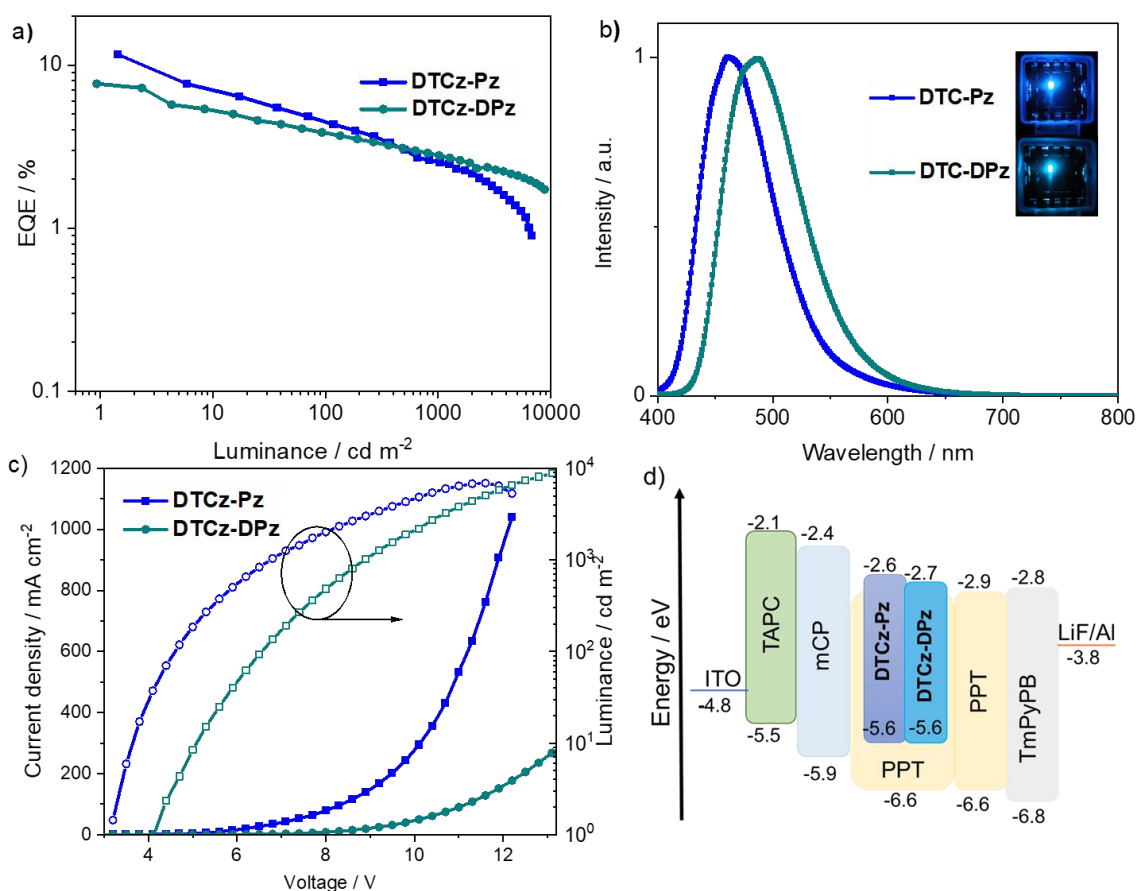 a)
10
1
0.1
EQE / %
DTCz-Pz
DTCz-DPz
1
10
100
1000
10000
Luminance / cd m⁻²
b)
1
0
Intensity / a.u.
DTC-Pz
DTC-DPz
400
500
600
700
800
Wavelength / nm
c)
1200
1000
800
600
400
200
0
Current density / mA cm⁻²
DTCz-Pz
DTCz-DPz
10⁴
10³
10²
10¹
10⁰
Luminance / cd m⁻²
4
6
8
10
12
Voltage / V
d)
Energy / eV
ITO
-4.8
-2.1
TAPC
-5.5
-2.4
mCP
-5.9
-2.6
DTCz-Pz
-5.6
-2.7
DTCz-DPz
-5.6
PPT
-6.6
-2.9
PPT
-6.6
-2.8
TmPyPB
-6.8
LiF/Al
-3.8